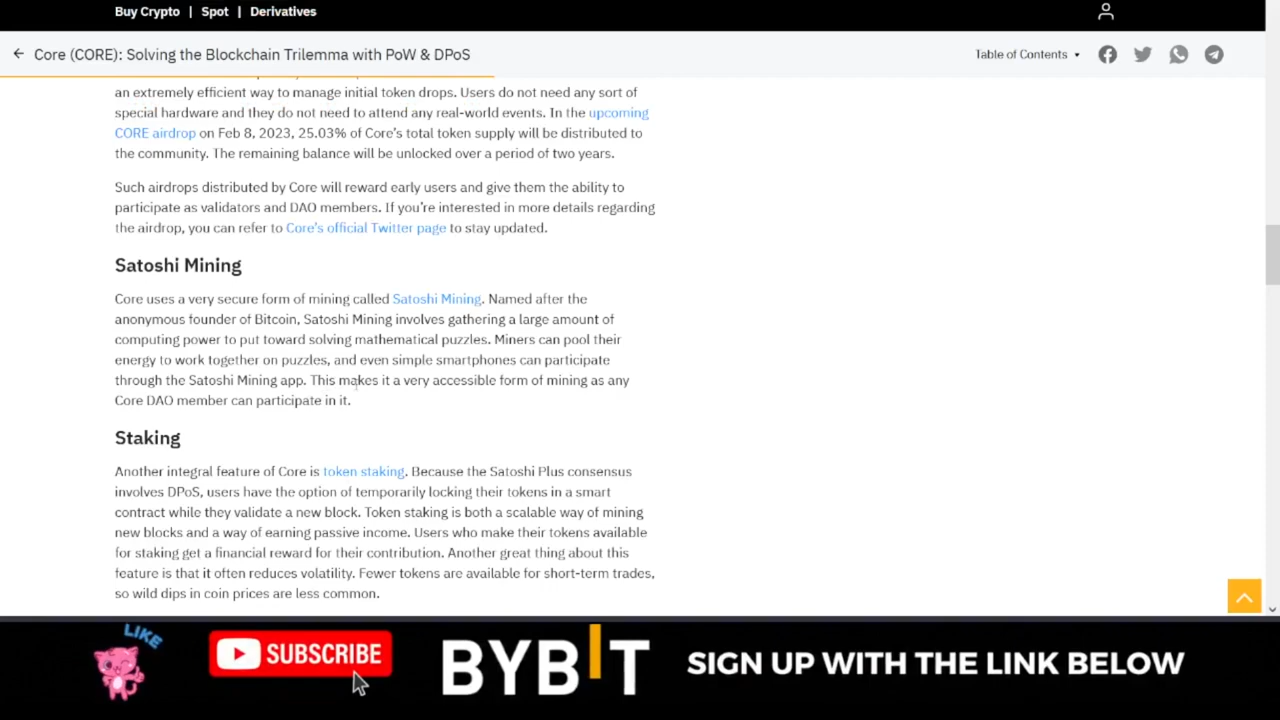 Buy Crypto | Spot | Derivatives
Core (CORE): Solving the Blockchain Trilemma with PoW & DPoS
Table of Contents
an extremely efficient way to manage initial token drops. Users do not need any sort of
special hardware and they do not need to attend any real-world events. In the upcoming
CORE airdrop on Feb 8, 2023, 25.03% of Core's total token supply will be distributed to
the community. The remaining balance will be unlocked over a period of two years.
Such airdrops distributed by Core will reward early users and give them the ability to
participate as validators and DAO members. If you're interested in more details regarding
the airdrop, you can refer to Core's official Twitter page to stay updated.
Satoshi Mining
Core uses a very secure form of mining called Satoshi Mining. Named after the
anonymous founder of Bitcoin, Satoshi Mining involves gathering a large amount of
computing power to put toward solving mathematical puzzles. Miners can pool their
energy to work together on puzzles, and even simple smartphones can participate
through the Satoshi Mining app. This makes it a very accessible form of mining as any
Core DAO member can participate in it.
Staking
Another integral feature of Core is token staking. Because the Satoshi Plus consensus
involves DPoS, users have the option of temporarily locking their tokens in a smart
contract while they validate a new block. Token staking is both a scalable way of mining
new blocks and a way of earning passive income. Users who make their tokens available
for staking get a financial reward for their contribution. Another great thing about this
feature is that it often reduces volatility. Fewer tokens are available for short-term trades,
so wild dips in coin prices are less common.
LIKE
SUBSCRIBE
BYBIT
SIGN UP WITH THE LINK BELOW